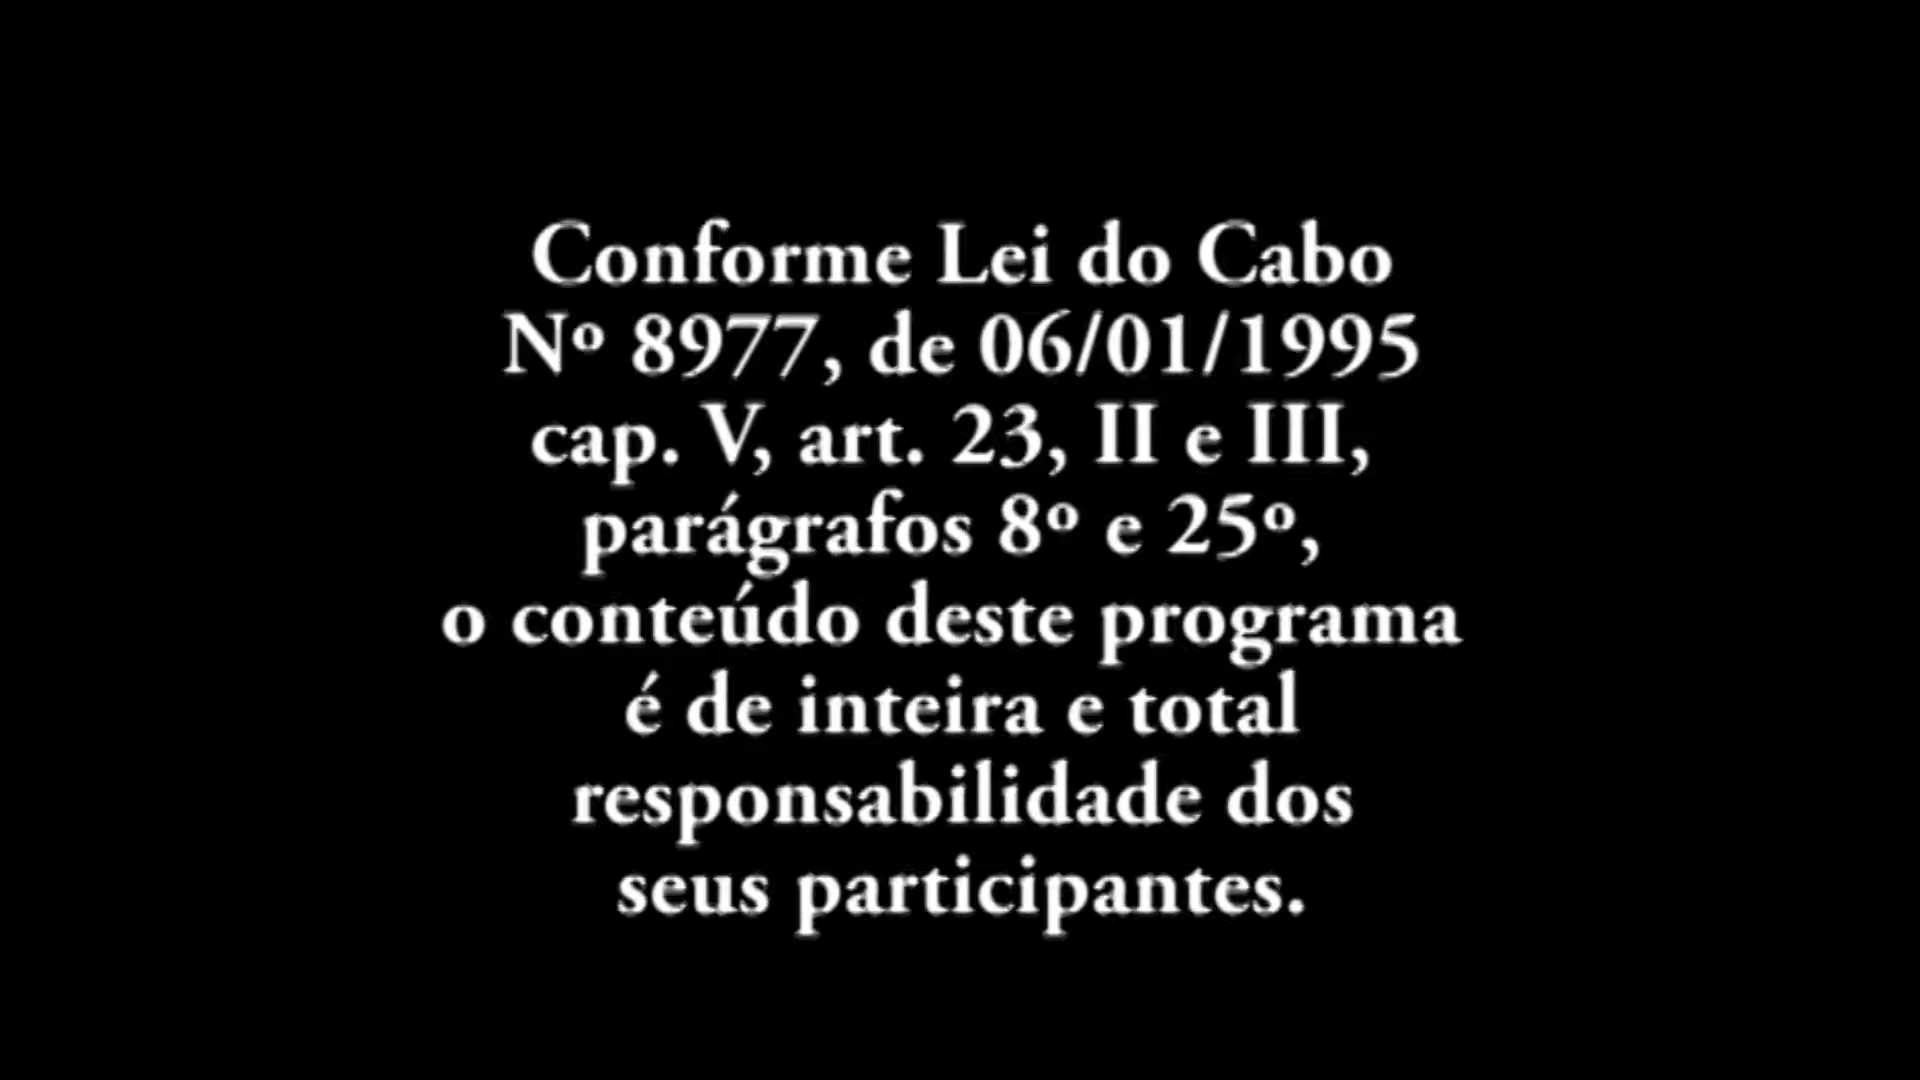 Conforme Lei do Cabo
Nº 8977, de 06/01/1995
cap. V, art. 23, II e III,
parágrafos 8º e 25º,
o conteúdo deste programa
é de inteira e total
responsabilidade dos
seus participantes.